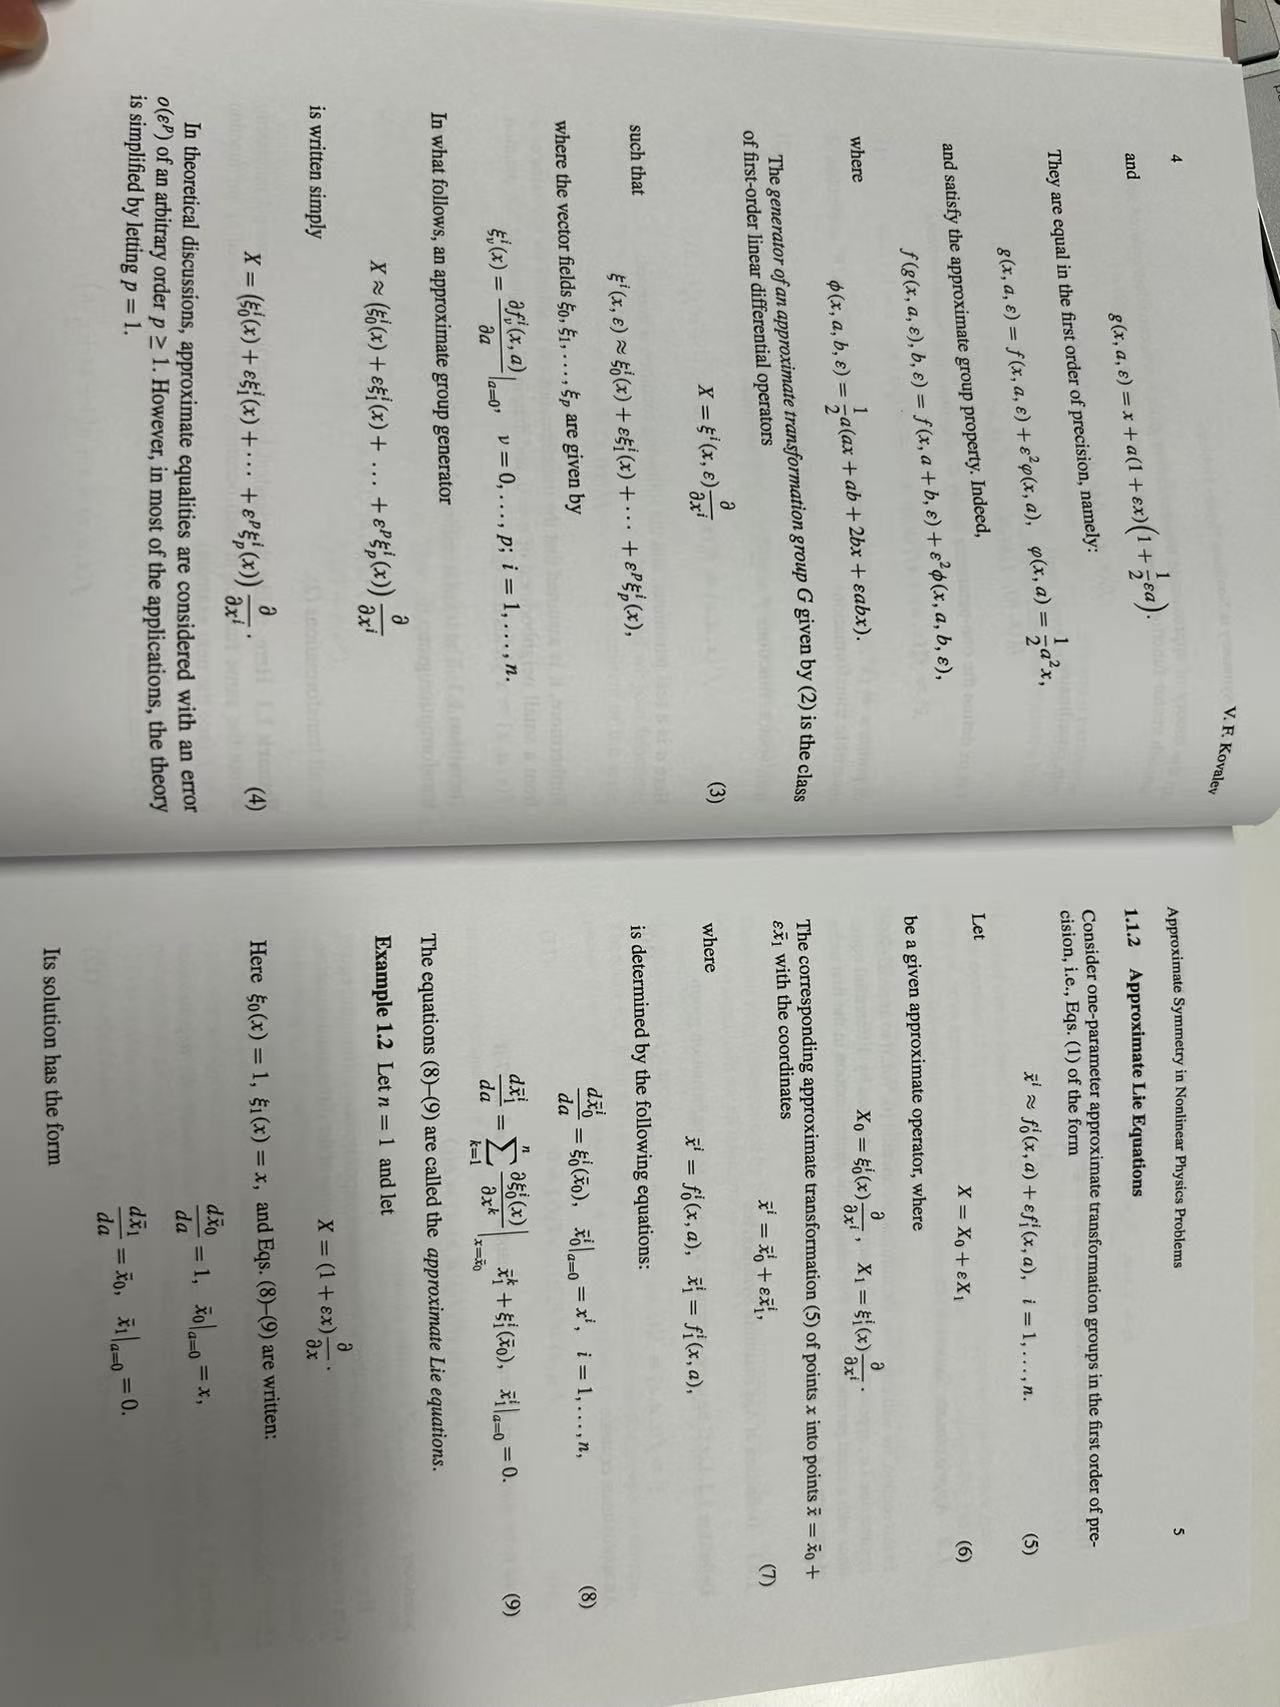 4 V. F. Kovalev
and
g(x, a, ε) = x + a(1 + εx)(1 + 1/2 εa).
They are equal in the first order of precision, namely:
g(x, a, ε) = f(x, a, ε) + ε²φ(x, a), φ(x, a) = 1/2 a²x,
and satisfy the approximate group property. Indeed,
f(g(x, a, ε), b, ε) = f(x, a + b, ε) + ε²ϕ(x, a, b, ε),
where
ϕ(x, a, b, ε) = 1/2 a(ax + ab + 2bx + εabx).
The generator of an approximate transformation group G given by (2) is the class
of first-order linear differential operators
X = ξⁱ(x, ε) ∂/∂xⁱ (3)
such that
ξⁱ(x, ε) ≈ ξ₀ⁱ(x) + εξ₁ⁱ(x) + ··· + εᵖξₚⁱ(x),
where the vector fields ξ₀, ξ₁, ..., ξₚ are given by
ξᵥⁱ(x) = ∂fᵥⁱ(x, a)/∂a |ₐ₌₀, ν = 0, ..., p; i = 1, ..., n.
In what follows, an approximate group generator
X ≈ (ξ₀ⁱ(x) + εξ₁ⁱ(x) + ... + εᵖξₚⁱ(x)) ∂/∂xⁱ
is written simply
X = (ξ₀ⁱ(x) + εξ₁ⁱ(x) + ··· + εᵖξₚⁱ(x)) ∂/∂xⁱ. (4)
In theoretical discussions, approximate equalities are considered with an error
o(εᵖ) of an arbitrary order p ≥ 1. However, in most of the applications, the theory
is simplified by letting p = 1.
Approximate Symmetry in Nonlinear Physics Problems 5
1.1.2 Approximate Lie Equations
Consider one-parameter approximate transformation groups in the first order of pre-
cision, i.e., Eqs. (1) of the form
x̄ⁱ ≈ f₀ⁱ(x, a) + εf₁ⁱ(x, a), i = 1, ..., n. (5)
Let
X = X₀ + εX₁ (6)
be a given approximate operator, where
X₀ = ξ₀ⁱ(x) ∂/∂xⁱ, X₁ = ξ₁ⁱ(x) ∂/∂xⁱ.
The corresponding approximate transformation (5) of points x into points x̄ = x̄₀ +
εx̄₁ with the coordinates
x̄ⁱ = x̄₀ⁱ + εx̄₁ⁱ, (7)
where
x̄ⁱ = f₀ⁱ(x, a), x̄₁ⁱ = f₁ⁱ(x, a),
is determined by the following equations:
dx̄₀ⁱ/da = ξ₀ⁱ(x̄₀), x̄₀ⁱ|ₐ₌₀ = xⁱ, i = 1, ..., n, (8)
dx̄₁ⁱ/da = ∑ₖ₌₁ⁿ ∂ξ₀ⁱ(x)/∂xᵏ |ₓ₌ₓ̄₀ x̄₁ᵏ + ξ₁ⁱ(x̄₀), x̄₁ⁱ|ₐ₌₀ = 0. (9)
The equations (8)–(9) are called the approximate Lie equations.
Example 1.2 Let n = 1 and let
X = (1 + εx) ∂/∂x.
Here ξ₀(x) = 1, ξ₁(x) = x, and Eqs. (8)–(9) are written:
dx̄₀/da = 1, x̄₀|ₐ₌₀ = x,
dx̄₁/da = x̄₀, x̄₁|ₐ₌₀ = 0.
Its solution has the form